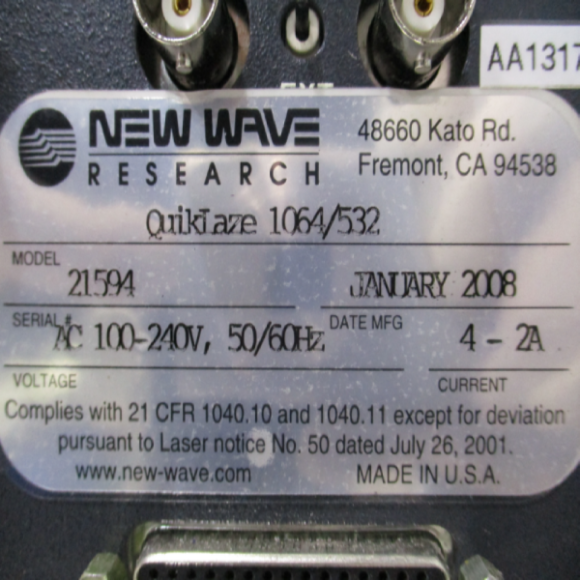 EXT
AA1317
NEW WAVE
RESEARCH
48660 Kato Rd.
Fremont, CA 94538
QuikLaze 1064/532
MODEL
21594
JANUARY 2008
SERIAL #
DATE MFG
AC 100-240V, 50/60Hz
4 - 2A
VOLTAGE
CURRENT
Complies with 21 CFR 1040.10 and 1040.11 except for deviation
pursuant to Laser notice No. 50 dated July 26, 2001.
www.new-wave.com
MADE IN U.S.A.